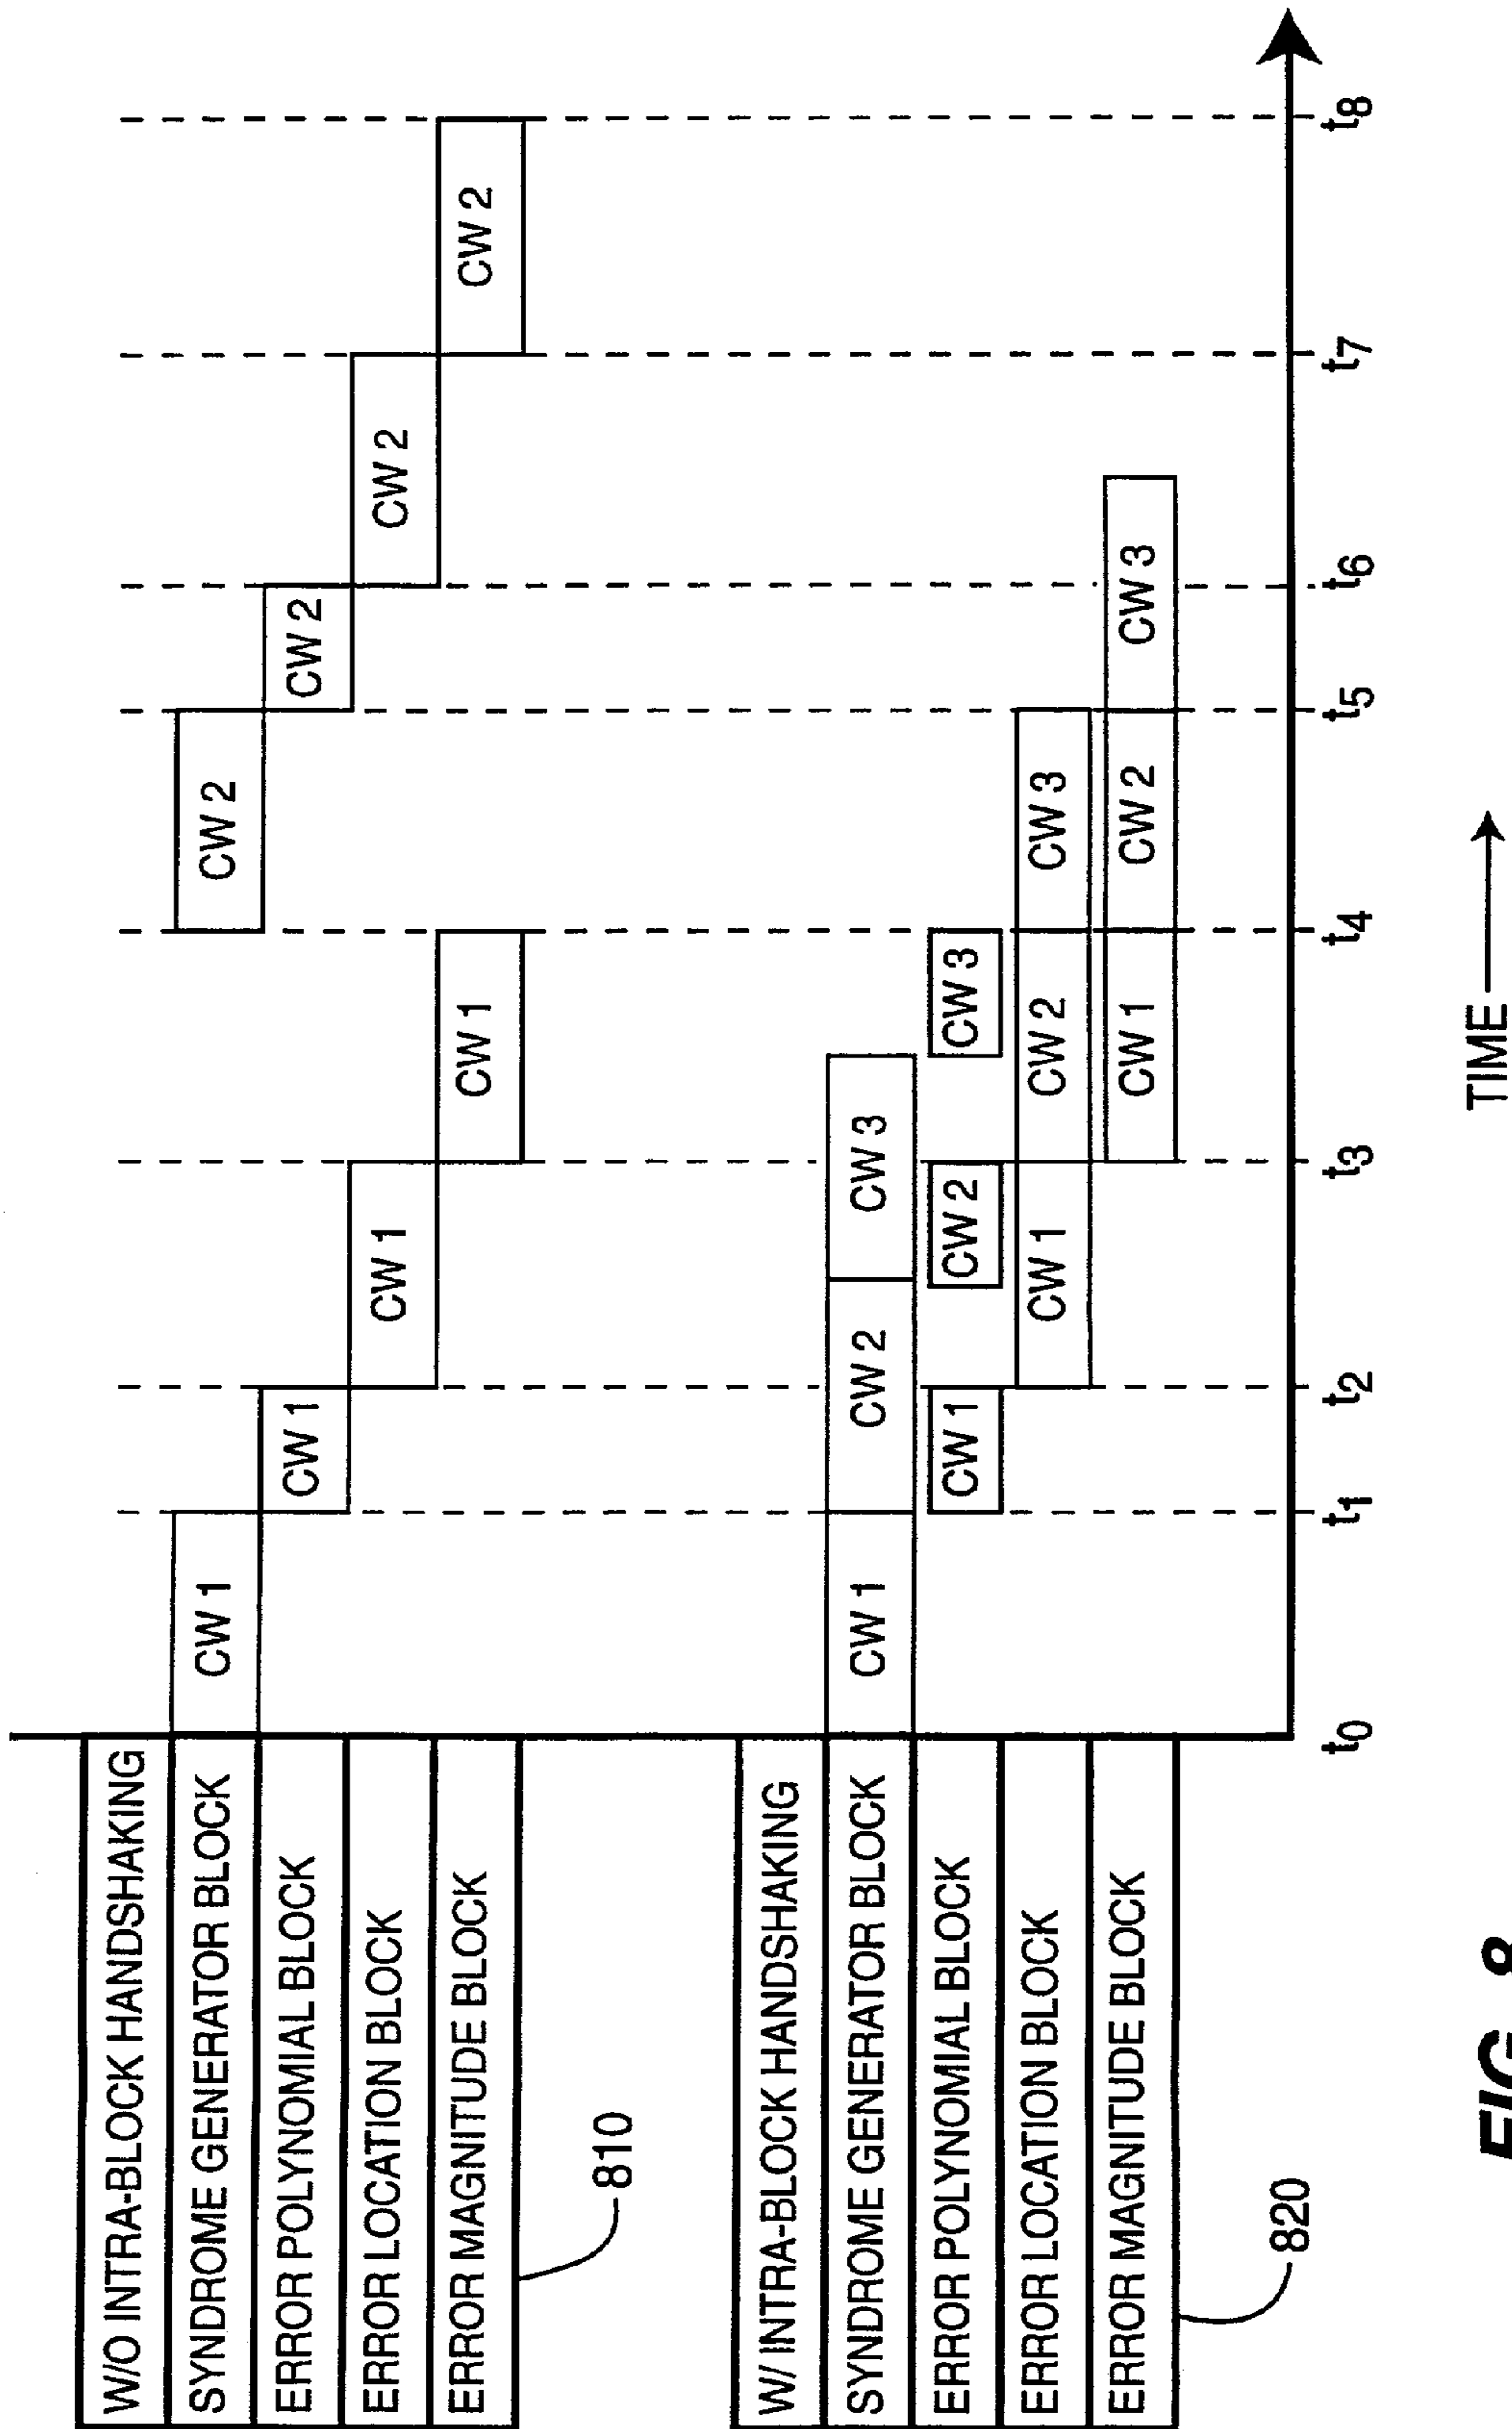 W/O INTRA-BLOCK HANDSHAKING
SYNDROME GENERATOR BLOCK CW 1 CW 2
ERROR POLYNOMIAL BLOCK CW 1 CW 2
ERROR LOCATION BLOCK CW 1 CW 2
ERROR MAGNITUDE BLOCK CW 1 CW 2
810
W/ INTRA-BLOCK HANDSHAKING
SYNDROME GENERATOR BLOCK CW 1 CW 2 CW 3
ERROR POLYNOMIAL BLOCK CW 1 CW 2 CW 3
ERROR LOCATION BLOCK CW 1 CW 2 CW 3
ERROR MAGNITUDE BLOCK CW 1 CW 2 CW 3
820
t0 t1 t2 t3 t4 t5 t6 t7 t8
TIME
FIG. 8